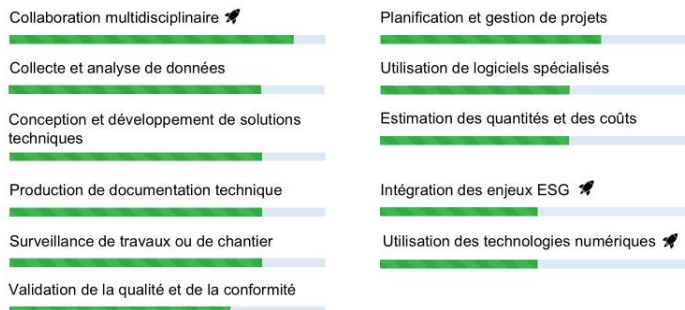 Collaboration multidisciplinaire
Collecte et analyse de données
Conception et développement de solutions
techniques
Production de documentation technique
Surveillance de travaux ou de chantier
Validation de la qualité et de la conformité
Planification et gestion de projets
Utilisation de logiciels spécialisés
Estimation des quantités et des coûts
Intégration des enjeux ESG
Utilisation des technologies numériques